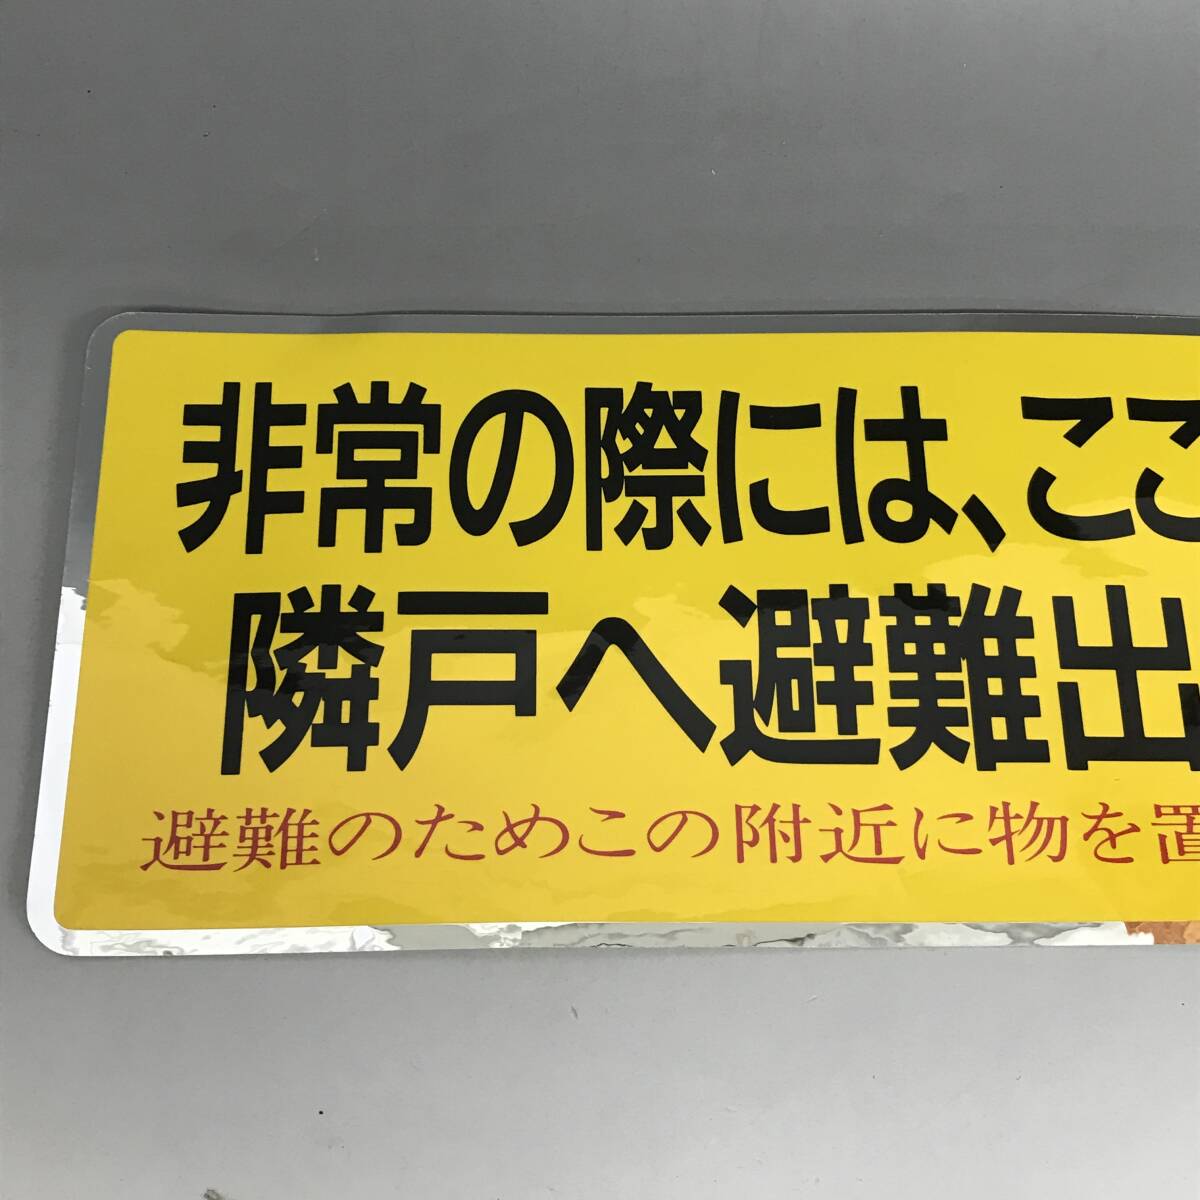 非常の際には、ここ
隣戸へ避難出
避難のためこの附近に物を置